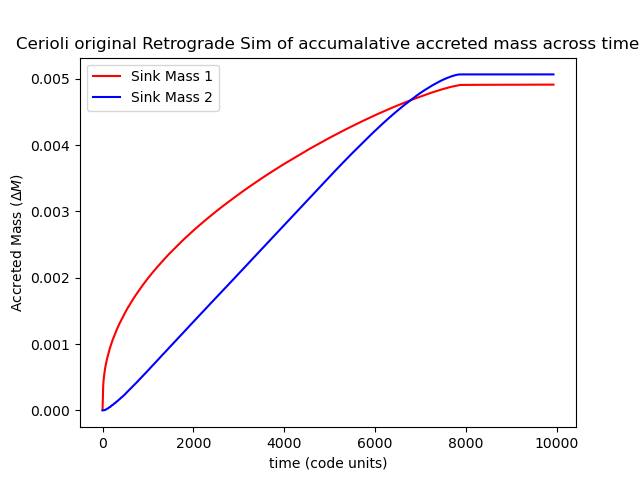 Cerioli original Retrograde Sim of accumalative accreted mass across time
Sink Mass 1
Sink Mass 2
Accreted Mass (ΔM)
0.005
0.004
0.003
0.002
0.001
0.000
0 2000 4000 6000 8000 10000
time (code units)